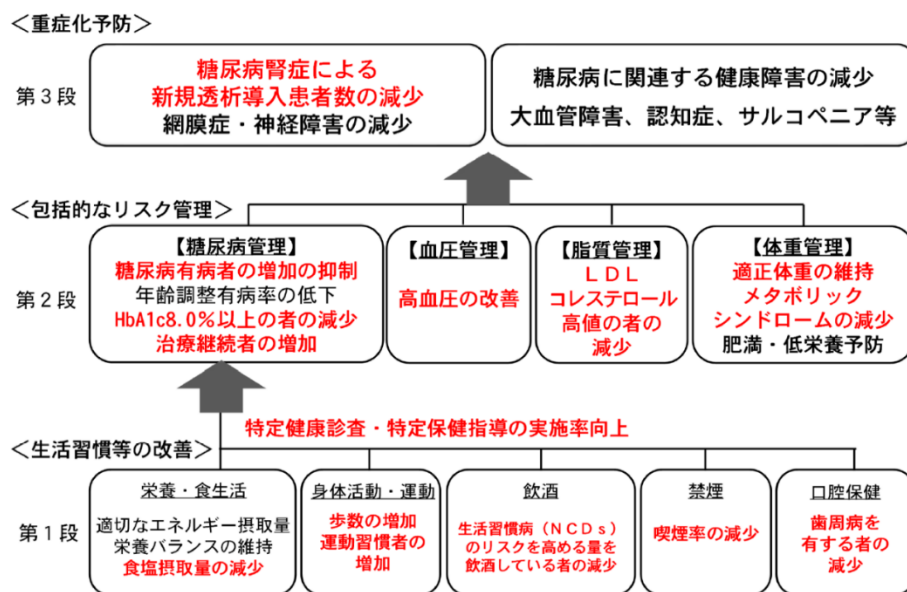 ＜重症化予防＞
第３段
糖尿病腎症による
新規透析導入患者数の減少
網膜症・神経障害の減少
糖尿病に関連する健康障害の減少
大血管障害、認知症、サルコペニア等
＜包括的なリスク管理＞
第２段
【糖尿病管理】
糖尿病有病者の増加の抑制
年齢調整有病率の低下
HbA1c8.0％以上の者の減少
治療継続者の増加
【血圧管理】
高血圧の改善
【脂質管理】
ＬＤＬ
コレステロール
高値の者の
減少
【体重管理】
適正体重の維持
メタボリック
シンドロームの減少
肥満・低栄養予防
特定健康診査・特定保健指導の実施率向上
＜生活習慣等の改善＞
第１段
栄養・食生活
適切なエネルギー摂取量
栄養バランスの維持
食塩摂取量の減少
身体活動・運動
歩数の増加
運動習慣者の
増加
飲酒
生活習慣病（ＮＣＤｓ）
のリスクを高める量を
飲酒している者の減少
禁煙
喫煙率の減少
口腔保健
歯周病を
有する者の
減少